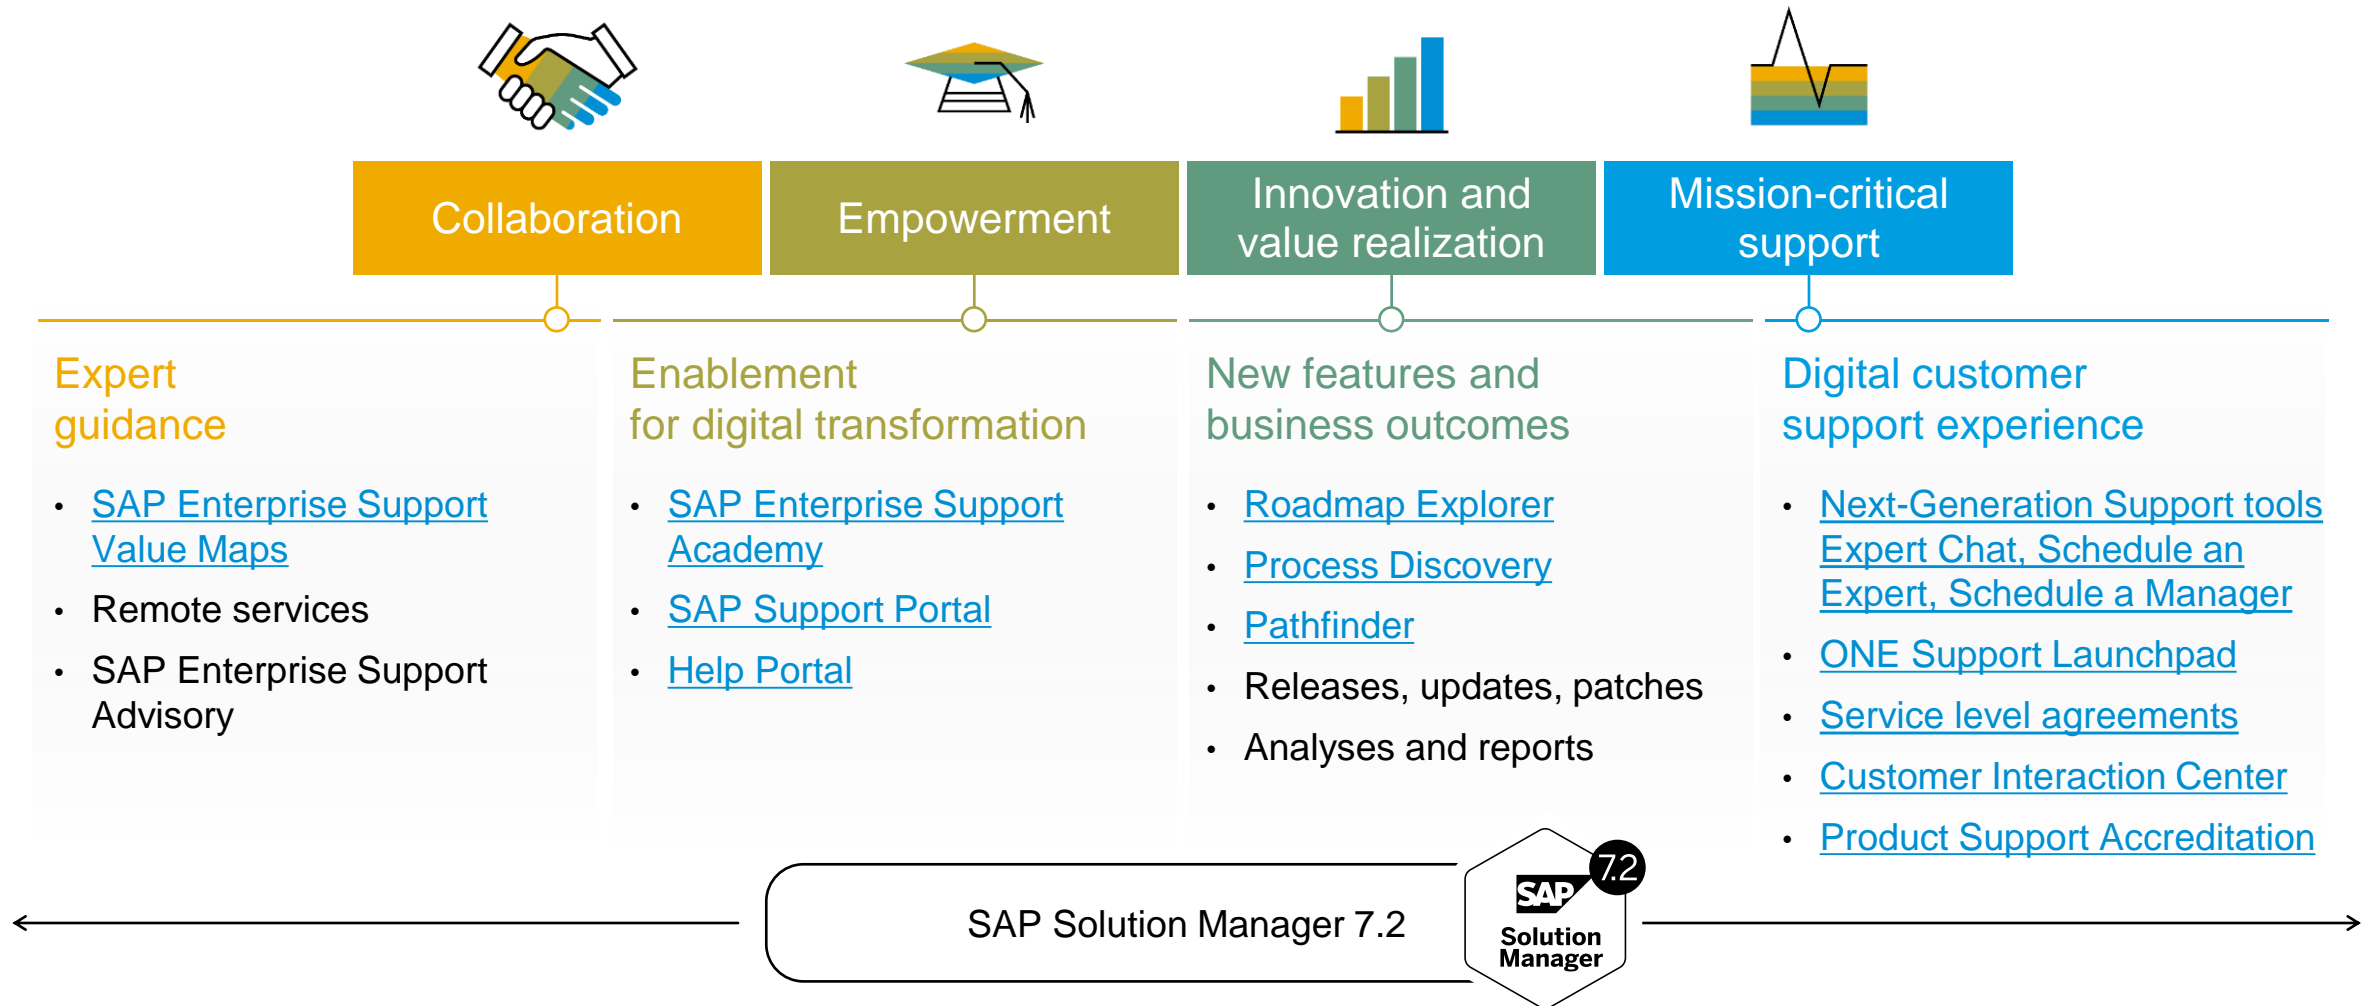 Collaboration
Empowerment
Innovation and
value realization
Mission-critical
support
Expert
guidance
• SAP Enterprise Support
Value Maps
• Remote services
• SAP Enterprise Support
Advisory
Enablement
for digital transformation
• SAP Enterprise Support
Academy
• SAP Support Portal
• Help Portal
New features and
business outcomes
• Roadmap Explorer
• Process Discovery
• Pathfinder
• Releases, updates, patches
• Analyses and reports
Digital customer
support experience
• Next-Generation Support tools
Expert Chat, Schedule an
Expert, Schedule a Manager
• ONE Support Launchpad
• Service level agreements
• Customer Interaction Center
• Product Support Accreditation
SAP Solution Manager 7.2
7.2
SAP
Solution
Manager